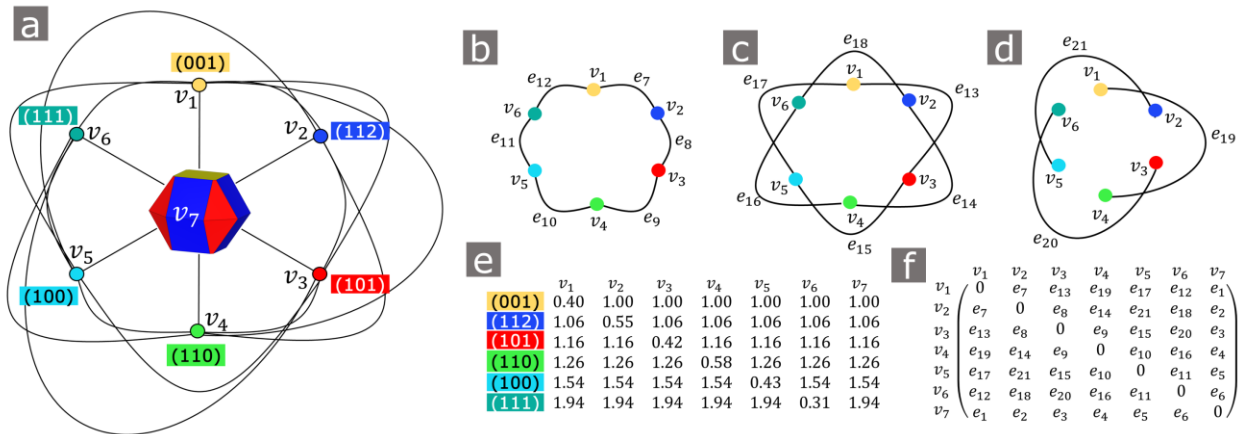 a
(001)
v₁
(111)
v₆
v₂
(112)
v₇
v₅
(100)
v₃
(101)
v₄
(110)
b
e₁₂ v₁ e₇
v₆ v₂
e₁₁ e₈
v₅ v₃
e₁₀ v₄ e₉
c
e₁₈
e₁₇ v₁ e₁₃
v₆ v₂
v₅ v₃
e₁₆ v₄ e₁₄
e₁₅
d
e₂₁
v₁
v₆ v₂ e₁₉
v₅ v₃
v₄
e₂₀
e
v₁ v₂ v₃ v₄ v₅ v₆ v₇
(001) 0.40 1.00 1.00 1.00 1.00 1.00 1.00
(112) 1.06 0.55 1.06 1.06 1.06 1.06 1.06
(101) 1.16 1.16 0.42 1.16 1.16 1.16 1.16
(110) 1.26 1.26 1.26 0.58 1.26 1.26 1.26
(100) 1.54 1.54 1.54 1.54 0.43 1.54 1.54
(111) 1.94 1.94 1.94 1.94 1.94 0.31 1.94
f
v₁ v₂ v₃ v₄ v₅ v₆ v₇
v₁ 0 e₇ e₁₃ e₁₉ e₁₇ e₁₂ e₁
v₂ e₇ 0 e₈ e₁₄ e₂₁ e₁₈ e₂
v₃ e₁₃ e₈ 0 e₉ e₁₅ e₂₀ e₃
v₄ e₁₉ e₁₄ e₉ 0 e₁₀ e₁₆ e₄
v₅ e₁₇ e₂₁ e₁₅ e₁₀ 0 e₁₁ e₅
v₆ e₁₂ e₁₈ e₂₀ e₁₆ e₁₁ 0 e₆
v₇ e₁ e₂ e₃ e₄ e₅ e₆ 0